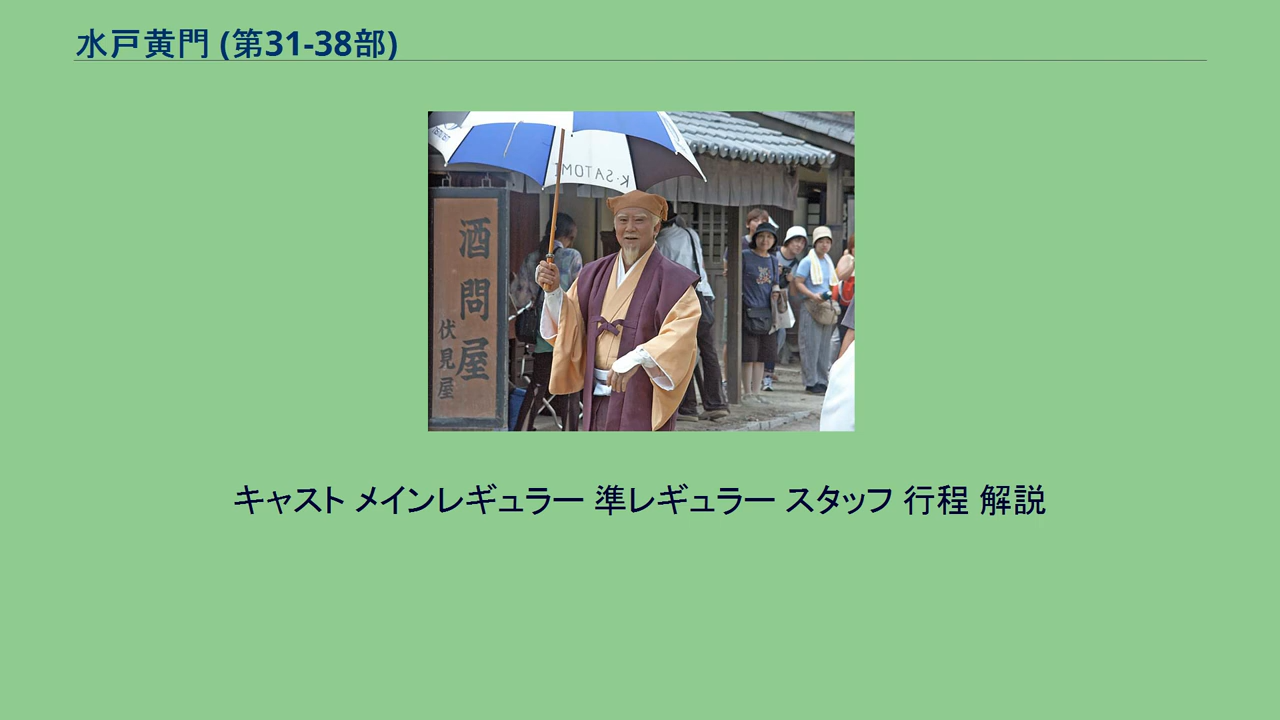 水戸黄門 (第31-38部)
K·SATOMI
酒問屋
伏見屋
キャスト メインレギュラー 準レギュラー スタッフ 行程 解説